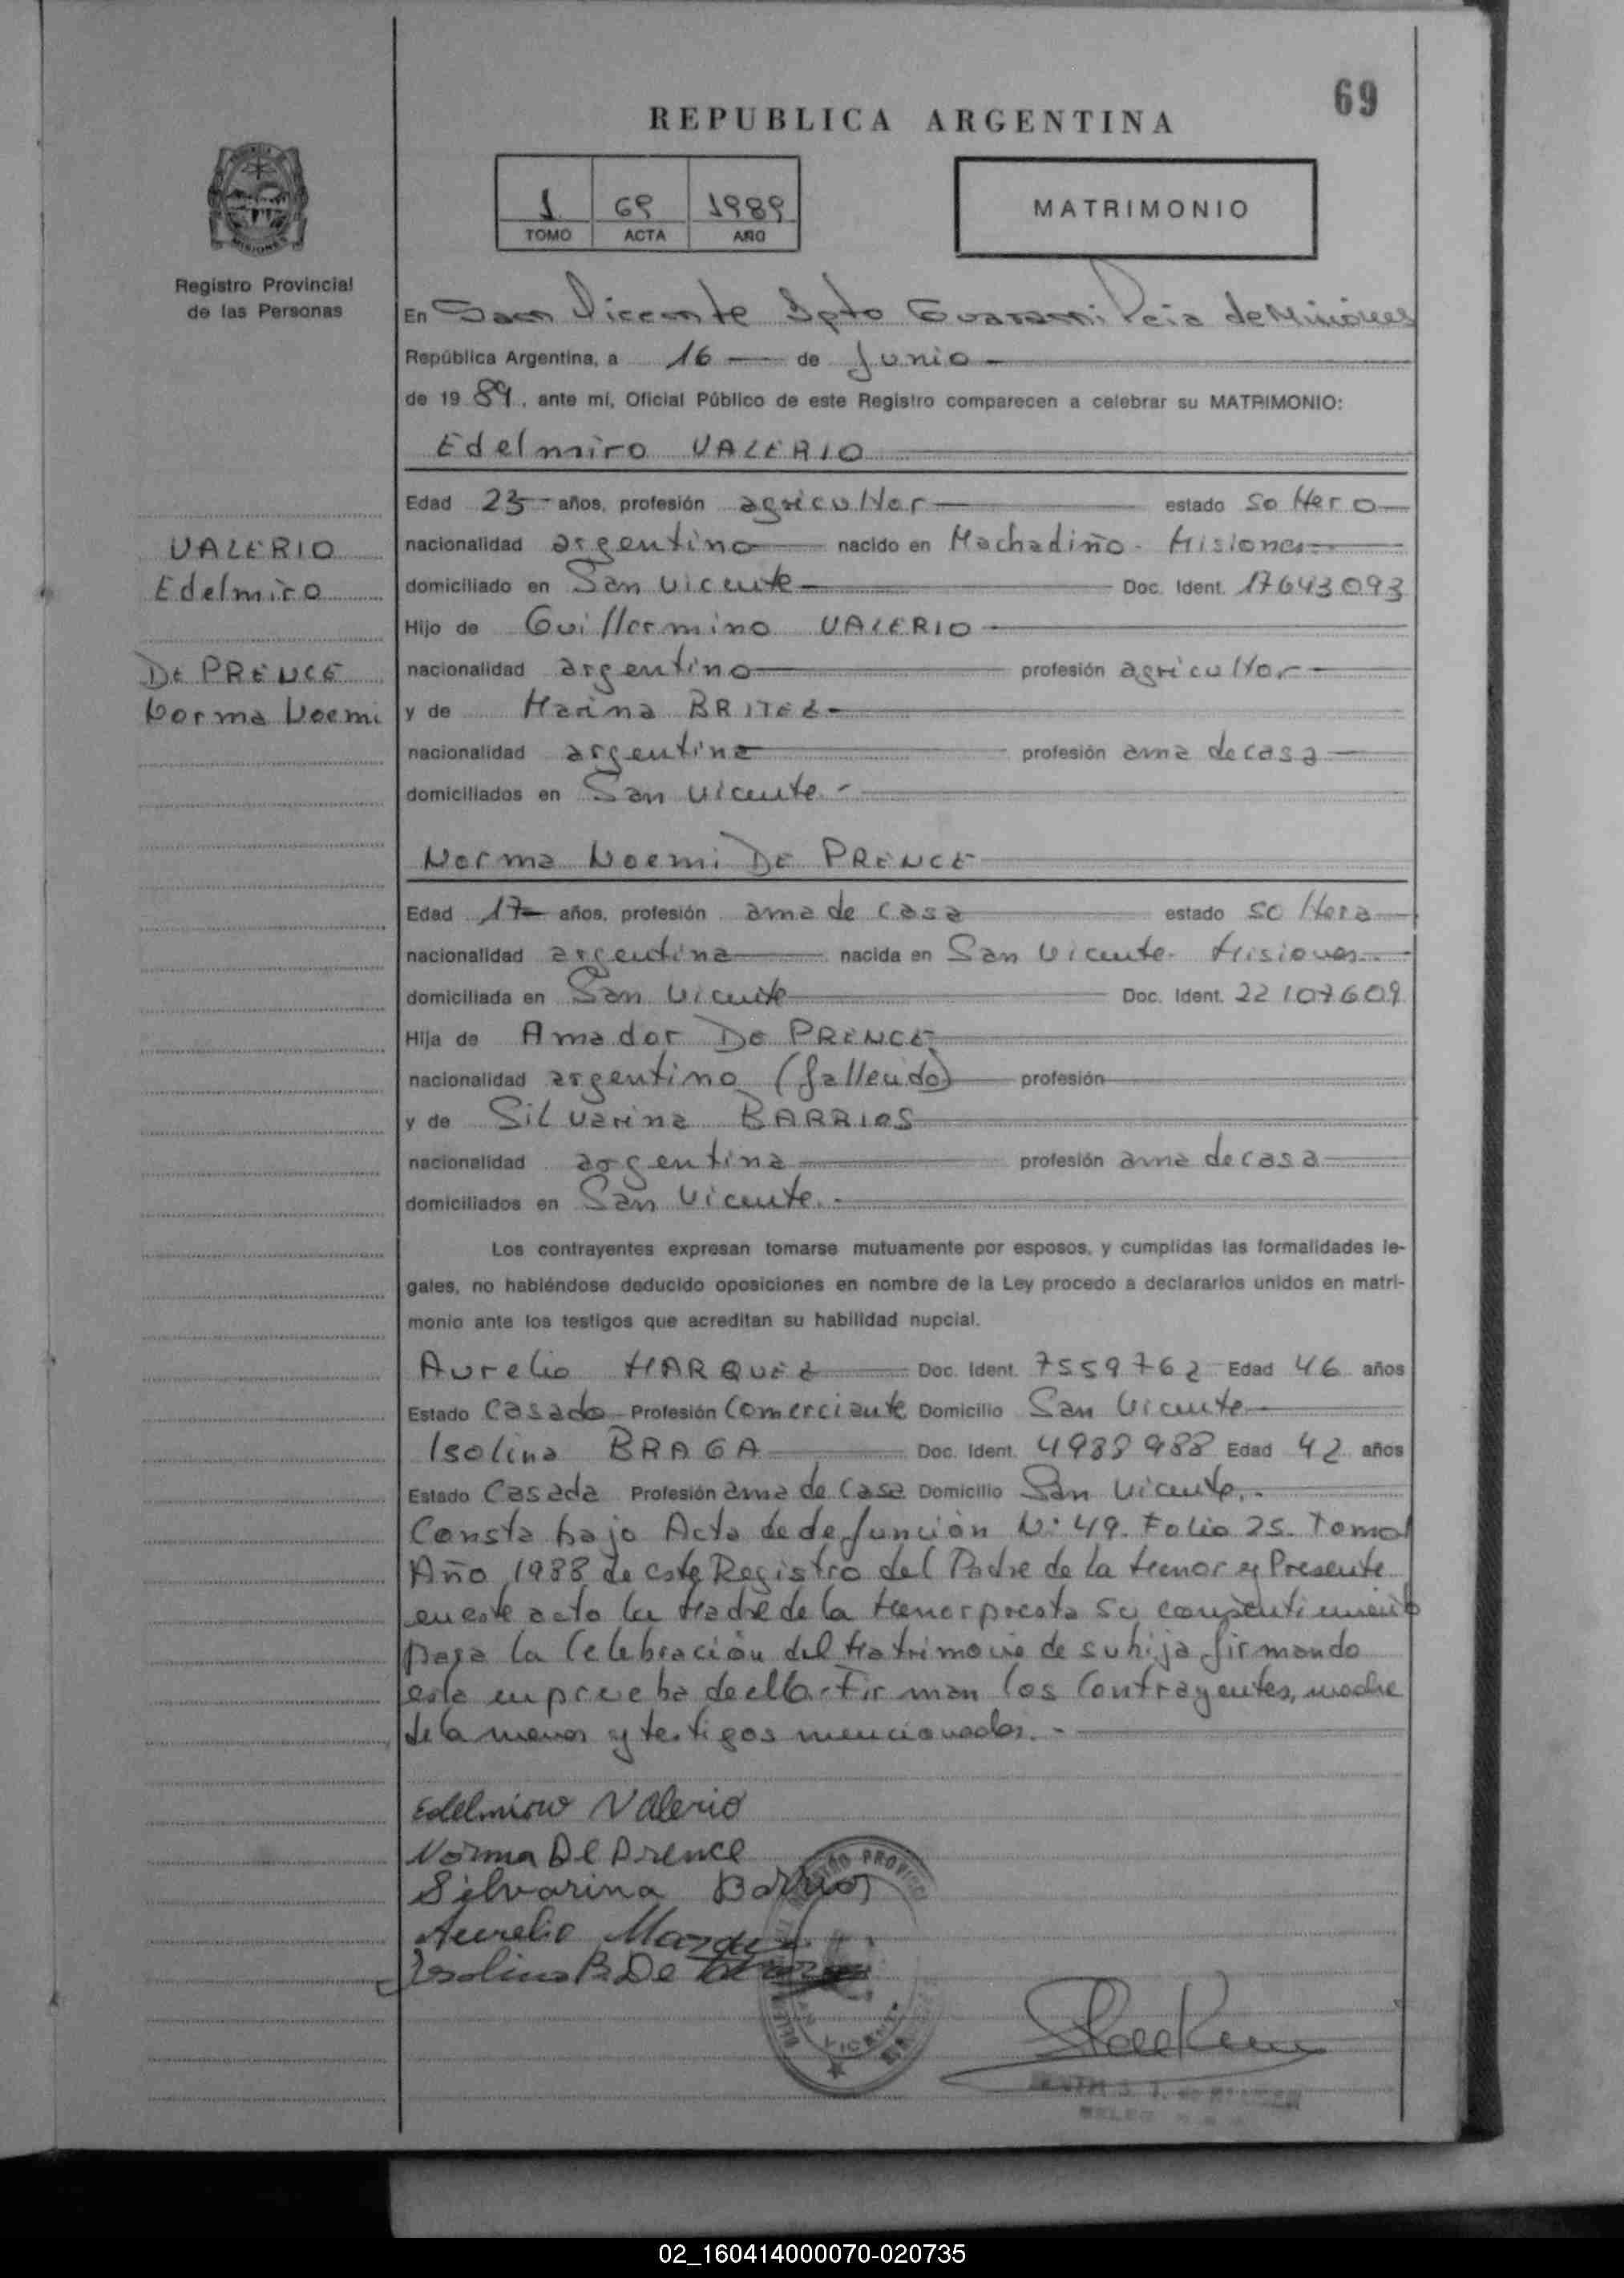 69
REPUBLICA ARGENTINA
1 69 1989
TOMO ACTA AÑO
MATRIMONIO
Registro Provincial
de las Personas
En San Vicente Dpto Guarani Pcia de Misiones
República Argentina, a 16 de Junio
de 19 89, ante mí, Oficial Público de este Registro comparecen a celebrar su MATRIMONIO:
Edelmiro VALERIO
Edad 23 años, profesión agricultor estado soltero
VALERIO
Edelmiro
DE PRENCE
Norma Noemi
nacionalidad argentino nacido en Machadiño - Misiones
domiciliado en San Vicente Doc. Ident. 17643093
Hijo de Guillermino VALERIO
nacionalidad argentino profesión agricultor
y de Marina BRITEZ
nacionalidad argentina profesión ama de casa
domiciliados en San Vicente
Norma Noemi DE PRENCE
Edad 17 años, profesión ama de casa estado soltera
nacionalidad argentina nacida en San Vicente - Misiones
domiciliada en San Vicente Doc. Ident. 22107609
Hija de Amador DE PRENCE
nacionalidad argentino (fallecido) profesión
y de Silvarina BARRIOS
nacionalidad argentina profesión ama de casa
domiciliados en San Vicente
Los contrayentes expresan tomarse mutuamente por esposos, y cumplidas las formalidades le-
gales, no habiéndose deducido oposiciones en nombre de la Ley procedo a declararlos unidos en matri-
monio ante los testigos que acreditan su habilidad nupcial.
Aurelio MARQUEZ Doc. Ident. 7559762 Edad 46 años
Estado Casado Profesión Comerciante Domicilio San Vicente
Isolina BRAGA Doc. Ident. 4988988 Edad 42 años
Estado Casada Profesión ama de casa Domicilio San Vicente.
Consta bajo Acta de defunción N: 49. Folio 25. Tomo 1
Año 1988 de este Registro del Padre de la Menor y Presente
en este acto la Madre de la Menor presta su consentimiento
para la Celebración del Matrimonio de su hija firmando
esta en prueba de ello - Firman los Contrayentes, madre
de la menor y testigos mencionados. -
Edelmiro Valerio
Norma De Prence
Silvarina Barrios
Aurelio Marquez
Isolina B. De
REGISTRO PROVINCI
VICENTE
02_160414000070-020735